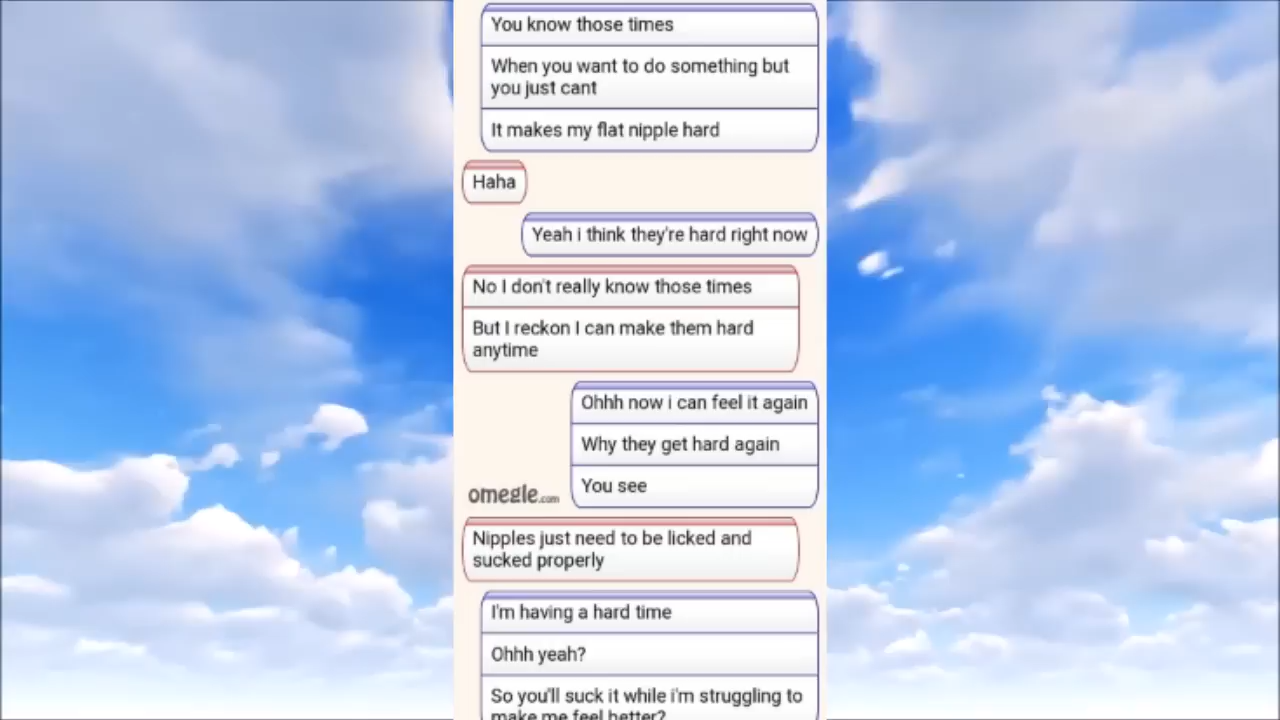 You know those times
When you want to do something but
you just cant
It makes my flat nipple hard
Haha
Yeah i think they're hard right now
No I don't really know those times
But I reckon I can make them hard
anytime
Ohhh now i can feel it again
Why they get hard again
You see
omegle.com
Nipples just need to be licked and
sucked properly
I'm having a hard time
Ohhh yeah?
So you'll suck it while i'm struggling to
make me feel better?